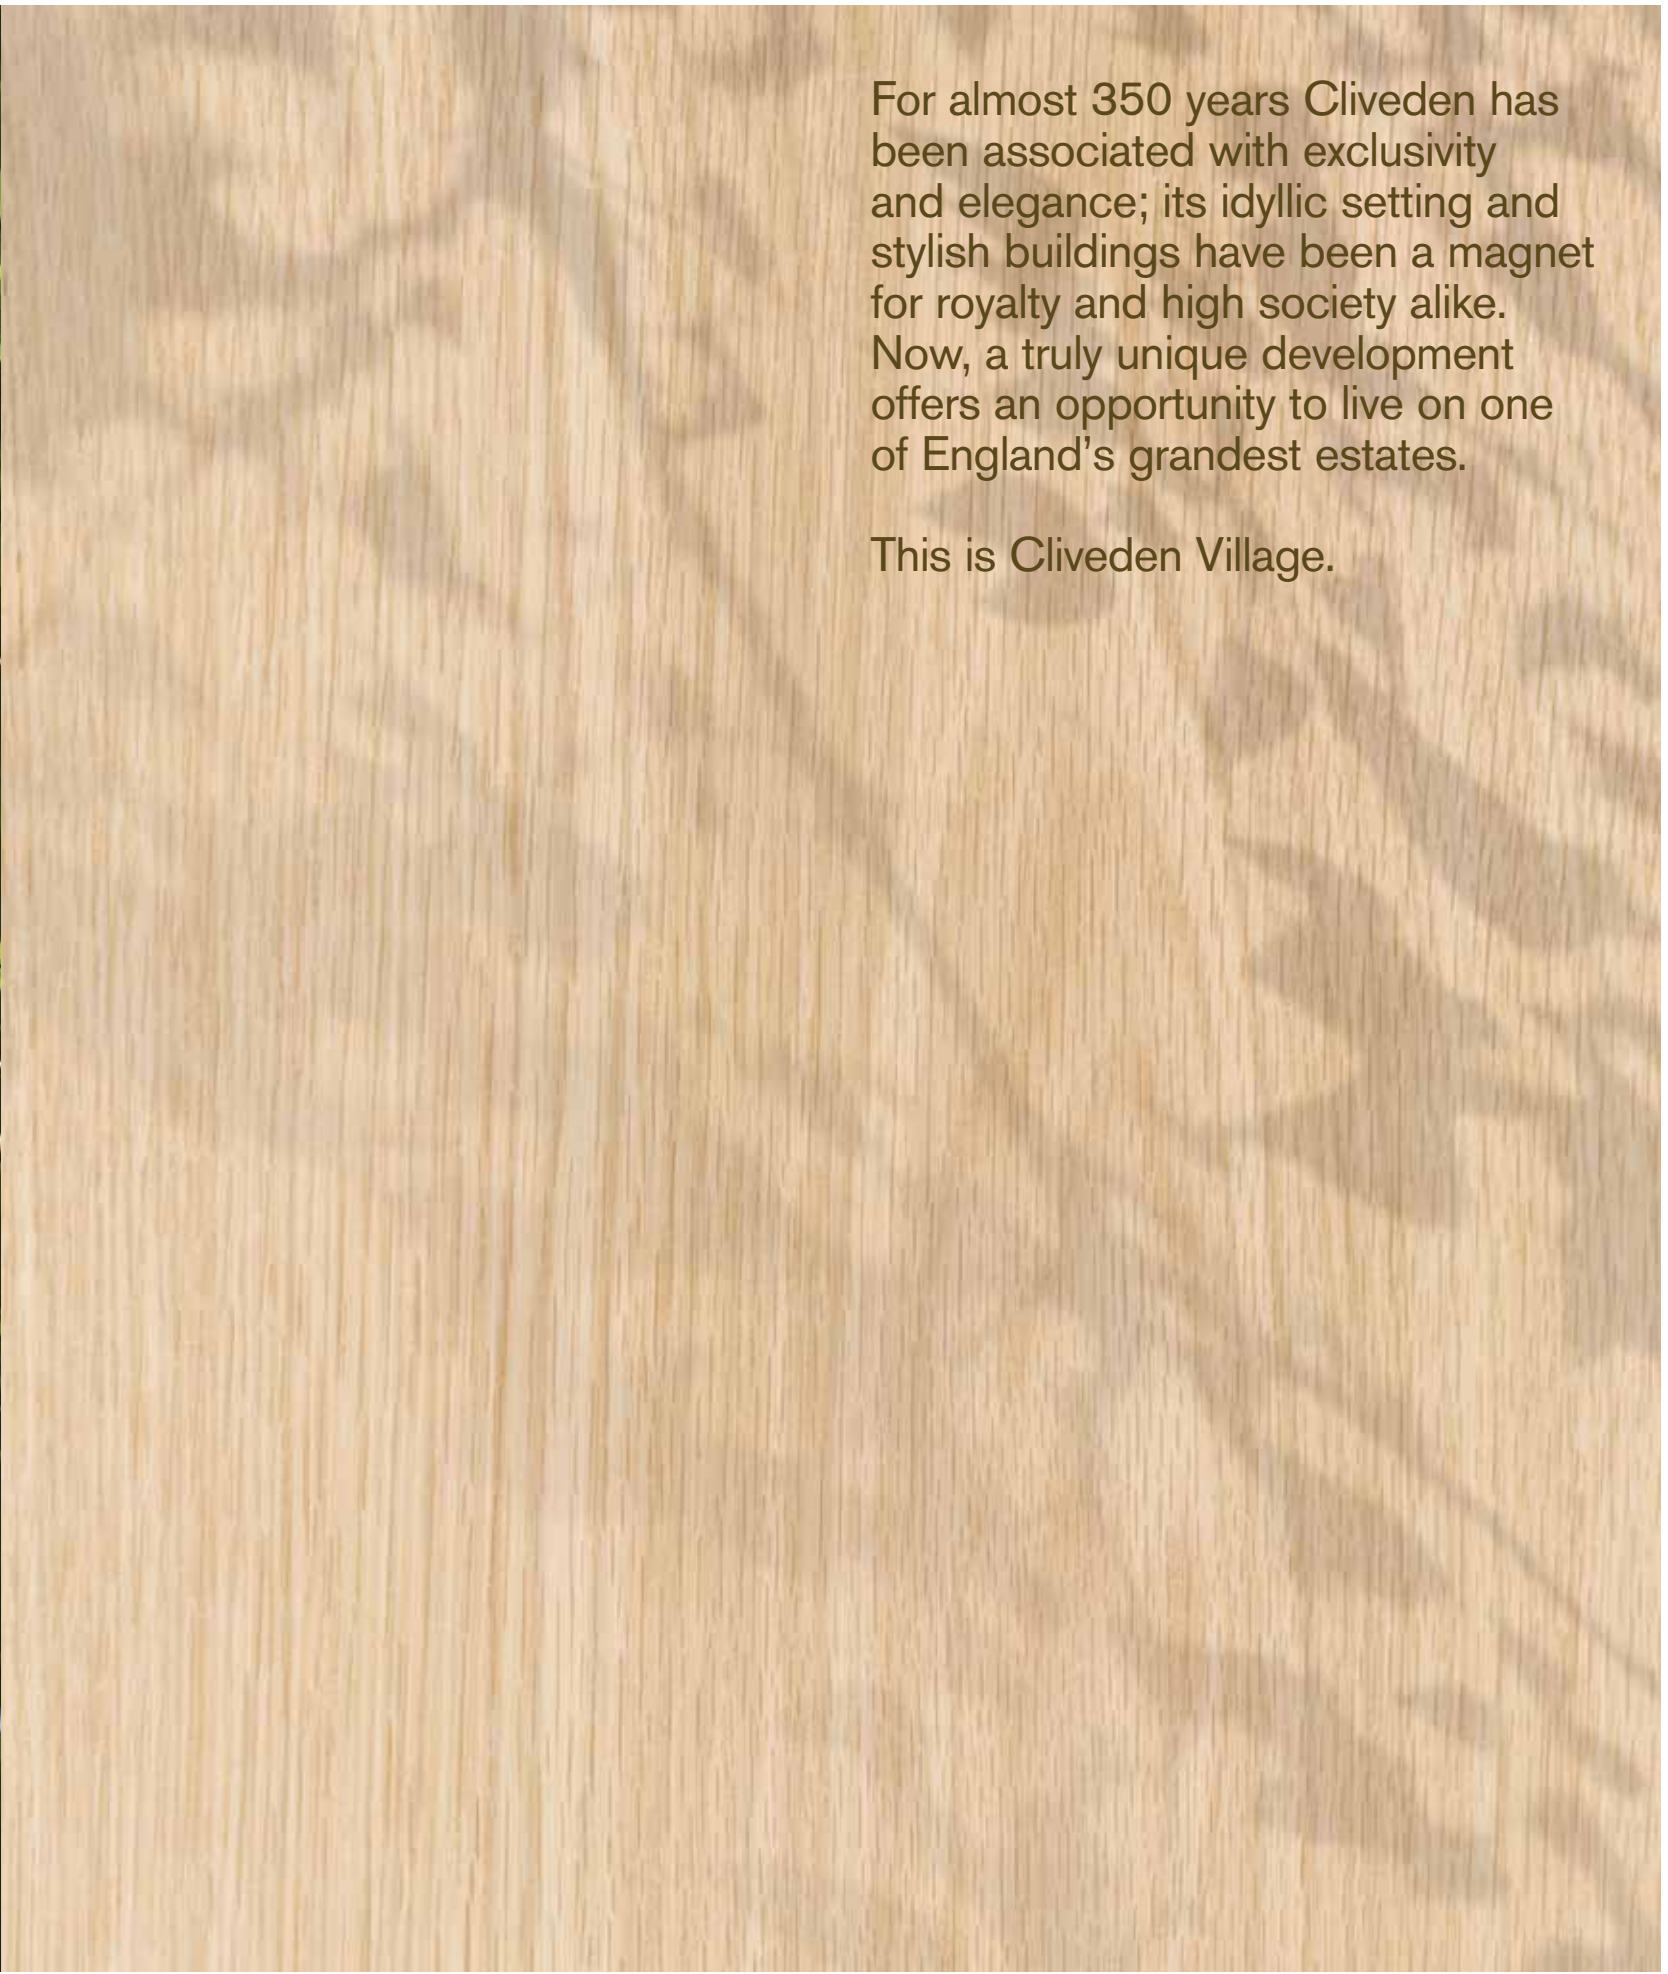 For almost 350 years Cliveden has
been associated with exclusivity
and elegance; its idyllic setting and
stylish buildings have been a magnet
for royalty and high society alike.
Now, a truly unique development
offers an opportunity to live on one
of England’s grandest estates.
This is Cliveden Village.